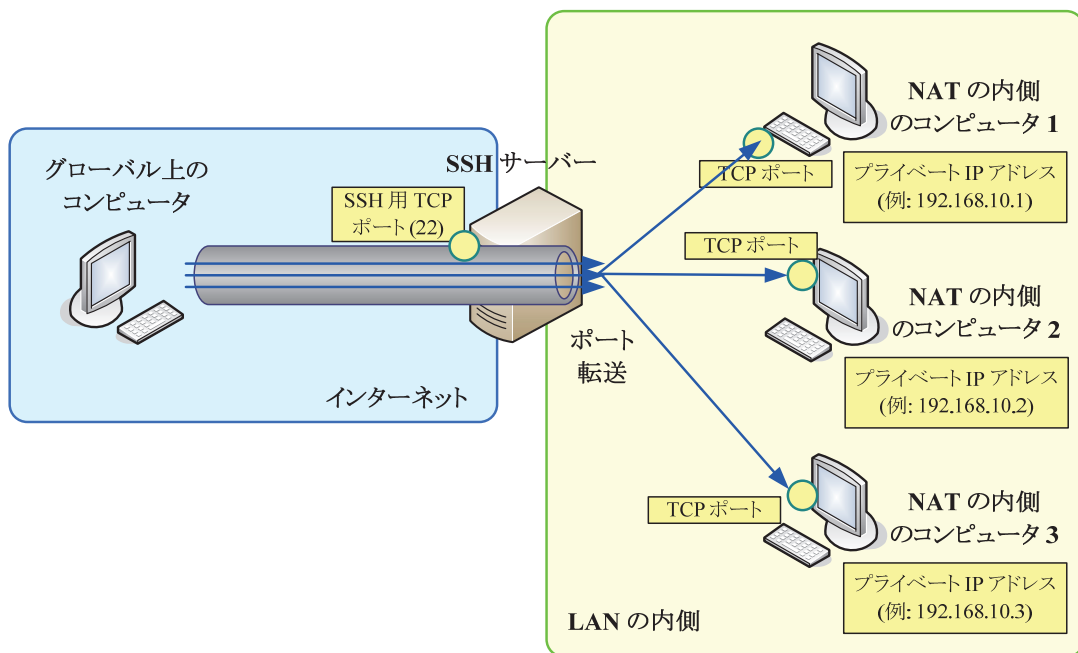 グローバル上の
コンピュータ
SSH サーバー
SSH 用 TCP
ポート (22)
インターネット
ポート
転送
TCP ポート
NAT の内側
のコンピュータ 1
プライベート IP アドレス
(例: 192.168.10.1)
TCP ポート
NAT の内側
のコンピュータ 2
プライベート IP アドレス
(例: 192.168.10.2)
TCP ポート
NAT の内側
のコンピュータ 3
プライベート IP アドレス
(例: 192.168.10.3)
LAN の内側